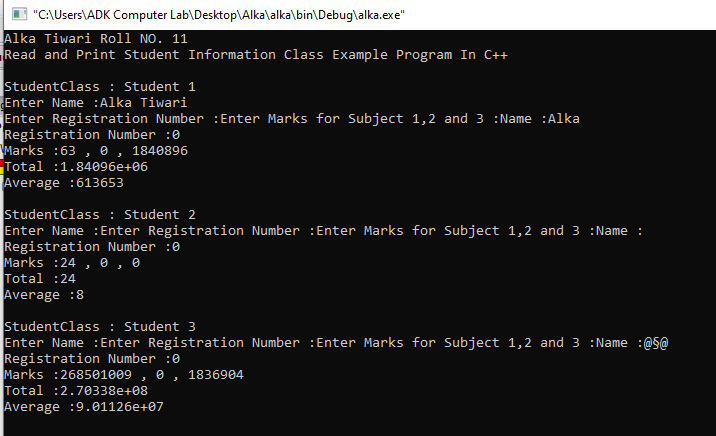 "C:\Users\ADK Computer Lab\Desktop\Alka\alka\bin\Debug\alka.exe"
Alka Tiwari Roll NO. 11
Read and Print Student Information Class Example Program In C++
StudentClass : Student 1
Enter Name :Alka Tiwari
Enter Registration Number :Enter Marks for Subject 1,2 and 3 :Name :Alka
Registration Number :0
Marks :63 , 0 , 1840896
Total :1.84096e+06
Average :613653
StudentClass : Student 2
Enter Name :Enter Registration Number :Enter Marks for Subject 1,2 and 3 :Name :
Registration Number :0
Marks :24 , 0 , 0
Total :24
Average :8
StudentClass : Student 3
Enter Name :Enter Registration Number :Enter Marks for Subject 1,2 and 3 :Name :@§@
Registration Number :0
Marks :268501009 , 0 , 1836904
Total :2.70338e+08
Average :9.01126e+07